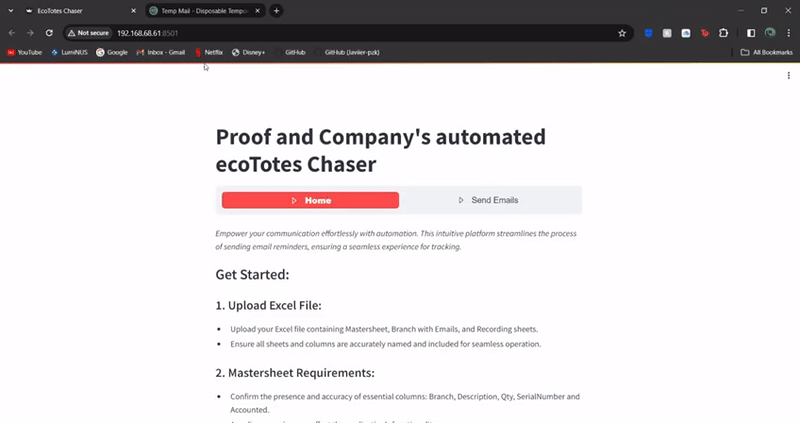 EcoTotes Chaser
Temp Mail - Disposable Tempo
Not secure 192.168.68.61:8501
YouTube LumiNUS Google Inbox - Gmail Netflix Disney+ GitHub GitHub (Javiier-pzk) All Bookmarks
Proof and Company's automated
ecoTotes Chaser
Home Send Emails
Empower your communication effortlessly with automation. This intuitive platform streamlines the process
of sending email reminders, ensuring a seamless experience for tracking.
Get Started:
1. Upload Excel File:
• Upload your Excel file containing Mastersheet, Branch with Emails, and Recording sheets.
• Ensure all sheets and columns are accurately named and included for seamless operation.
2. Mastersheet Requirements:
• Confirm the presence and accuracy of essential columns: Branch, Description, Qty, SerialNumber and
Accounted.